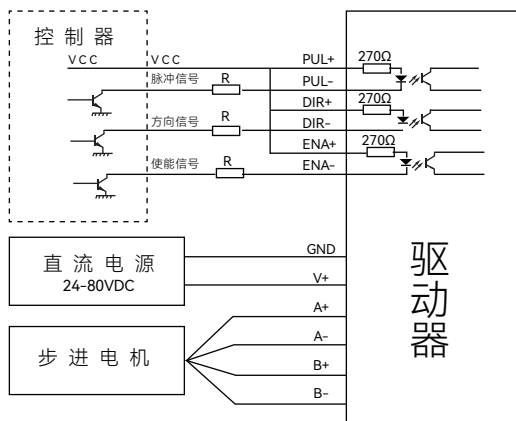 控制器
VCC VCC PUL+ 270Ω
脉冲信号 R PUL-
DIR+ 270Ω
方向信号 R DIR-
ENA+ 270Ω
使能信号 R ENA-
直流电源
24-80VDC
GND
V+
步进电机
A+
A-
B+
B-
驱动器